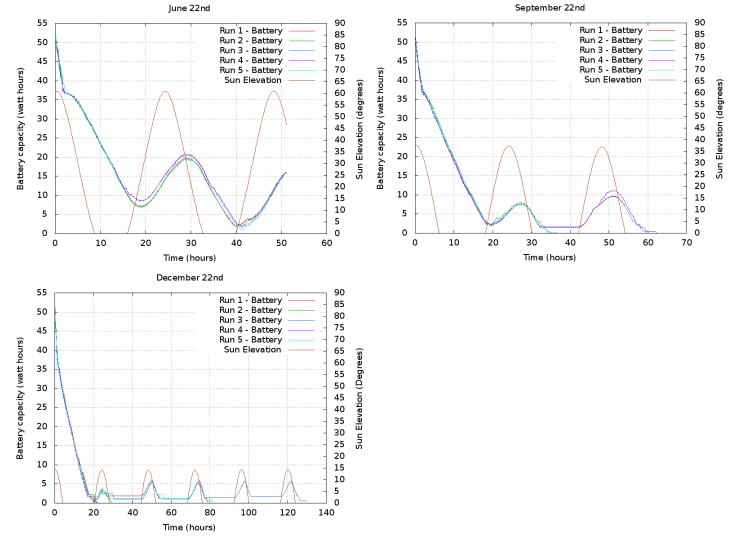 June 22nd
Battery capacity (watt hours)
55
50
45
40
35
30
25
20
15
10
5
0
Run 1 - Battery
Run 2 - Battery
Run 3 - Battery
Run 4 - Battery
Run 5 - Battery
Sun Elevation
90
85
80
75
70
65
60
55
50
45
40
35
30
25
20
15
10
5
0
Sun Elevation (degrees)
0 10 20 30 40 50 60
Time (hours)
September 22nd
Battery capacity (watt hours)
55
50
45
40
35
30
25
20
15
10
5
0
Run 1 - Battery
Run 2 - Battery
Run 3 - Battery
Run 4 - Battery
Run 5 - Battery
Sun Elevation
90
85
80
75
70
65
60
55
50
45
40
35
30
25
20
15
10
5
0
Sun Elevation (degrees)
0 10 20 30 40 50 60 70
Time (hours)
December 22nd
Battery capacity (watt hours)
55
50
45
40
35
30
25
20
15
10
5
0
Run 1 - Battery
Run 2 - Battery
Run 3 - Battery
Run 4 - Battery
Run 5 - Battery
Sun Elevation
90
85
80
75
70
65
60
55
50
45
40
35
30
25
20
15
10
5
0
Sun Elevation (Degrees)
0 20 40 60 80 100 120 140
Time (hours)